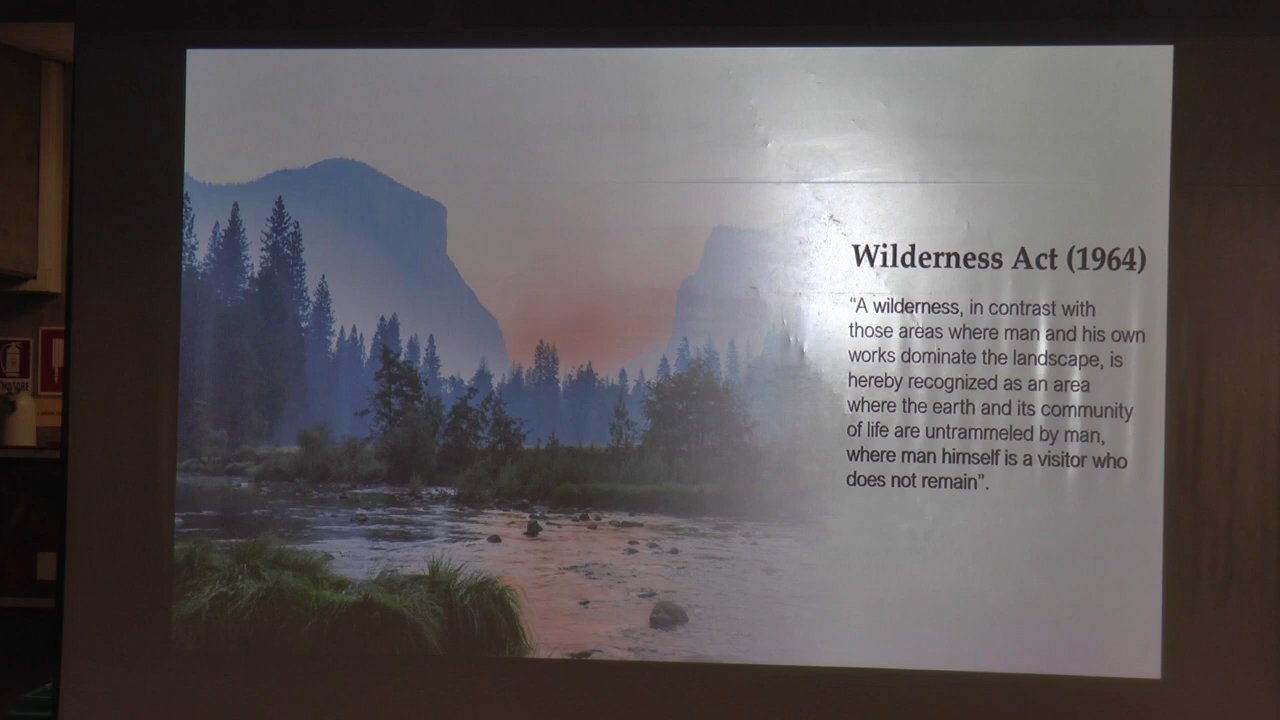 Wilderness Act (1964)
“A wilderness, in contrast with
those areas where man and his own
works dominate the landscape, is
hereby recognized as an area
where the earth and its community
of life are untrammeled by man,
where man himself is a visitor who
does not remain”.